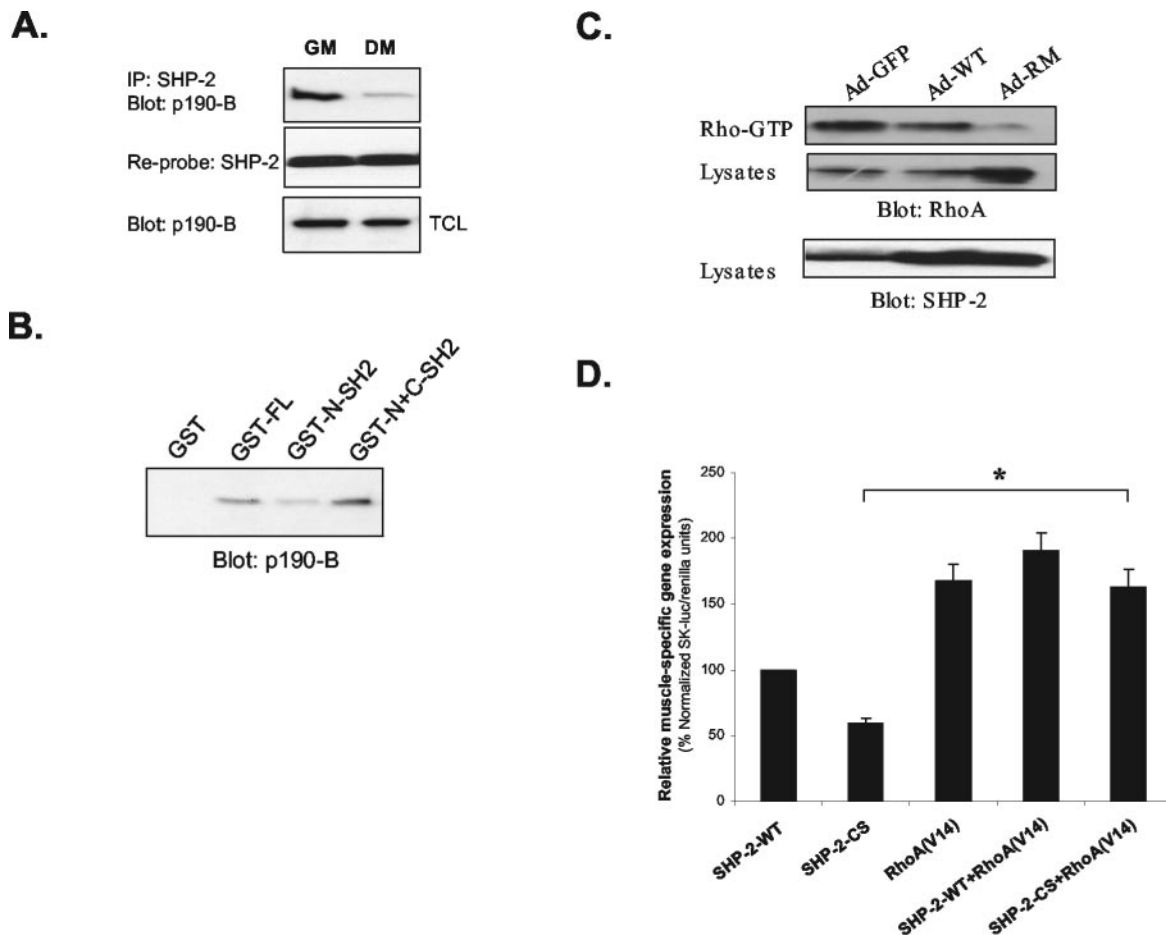 A.
GM DM
IP: SHP-2
Blot: p190-B
Re-probe: SHP-2
Blot: p190-B TCL
B.
GST GST-FL GST-N-SH2 GST-N+C-SH2
Blot: p190-B
C.
Ad-GFP Ad-WT Ad-RM
Rho-GTP
Lysates
Blot: RhoA
Lysates
Blot: SHP-2
D.
Relative muscle-specific gene expression
(% Normalized SK-luc/renilla units)
250
200
150
100
50
0
*
SHP-2-WT
SHP-2-CS
RhoA(V14)
SHP-2-WT+RhoA(V14)
SHP-2-CS+RhoA(V14)